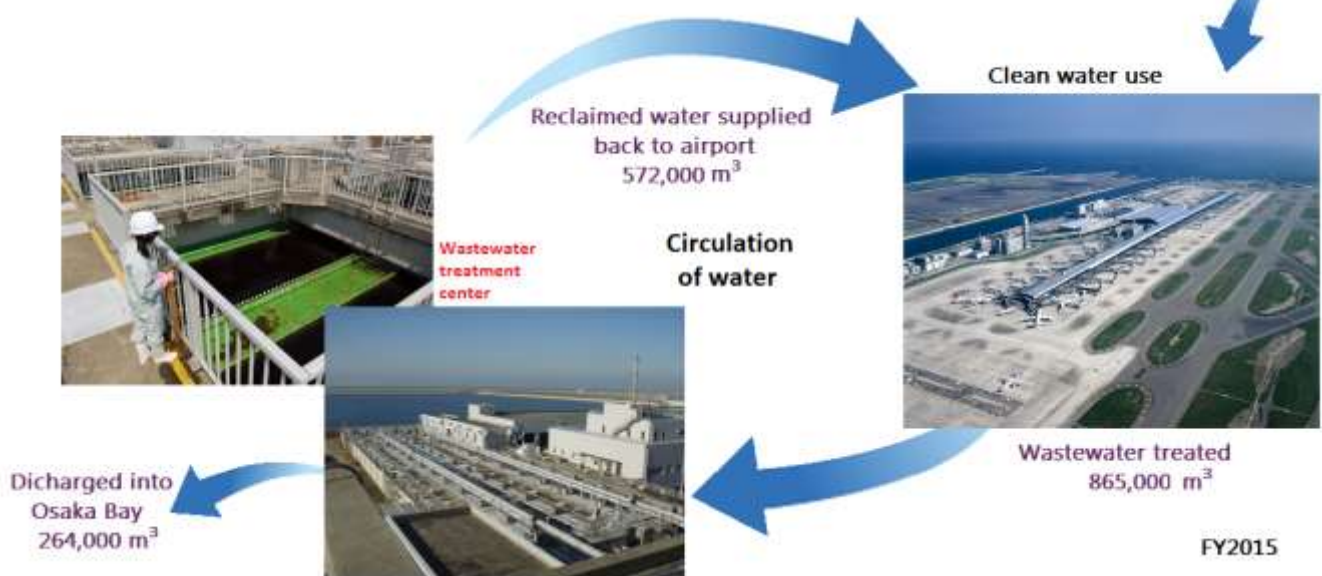 Clean water use
Reclaimed water supplied
back to airport
572,000 m³
Wastewater
treatment
center
Circulation
of water
Wastewater treated
865,000 m³
Dicharged into
Osaka Bay
264,000 m³
FY2015